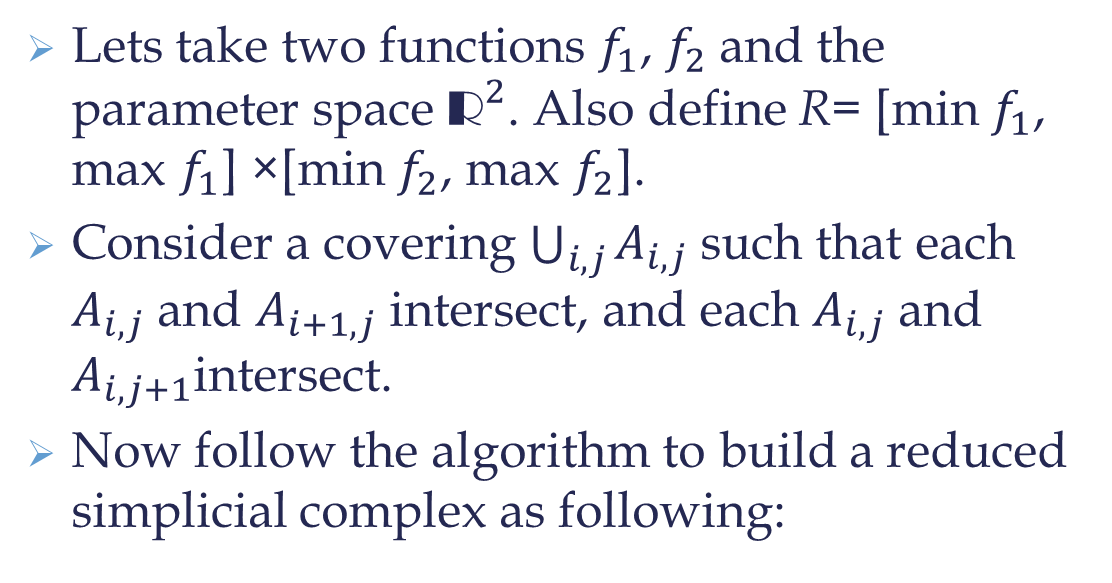 ➢ Lets take two functions f₁, f₂ and the
parameter space ℝ². Also define R= [min f₁,
max f₁] ×[min f₂, max f₂].
➢ Consider a covering ⋃ᵢ,ⱼ Aᵢ,ⱼ such that each
Aᵢ,ⱼ and Aᵢ₊₁,ⱼ intersect, and each Aᵢ,ⱼ and
Aᵢ,ⱼ₊₁intersect.
➢ Now follow the algorithm to build a reduced
simplicial complex as following: